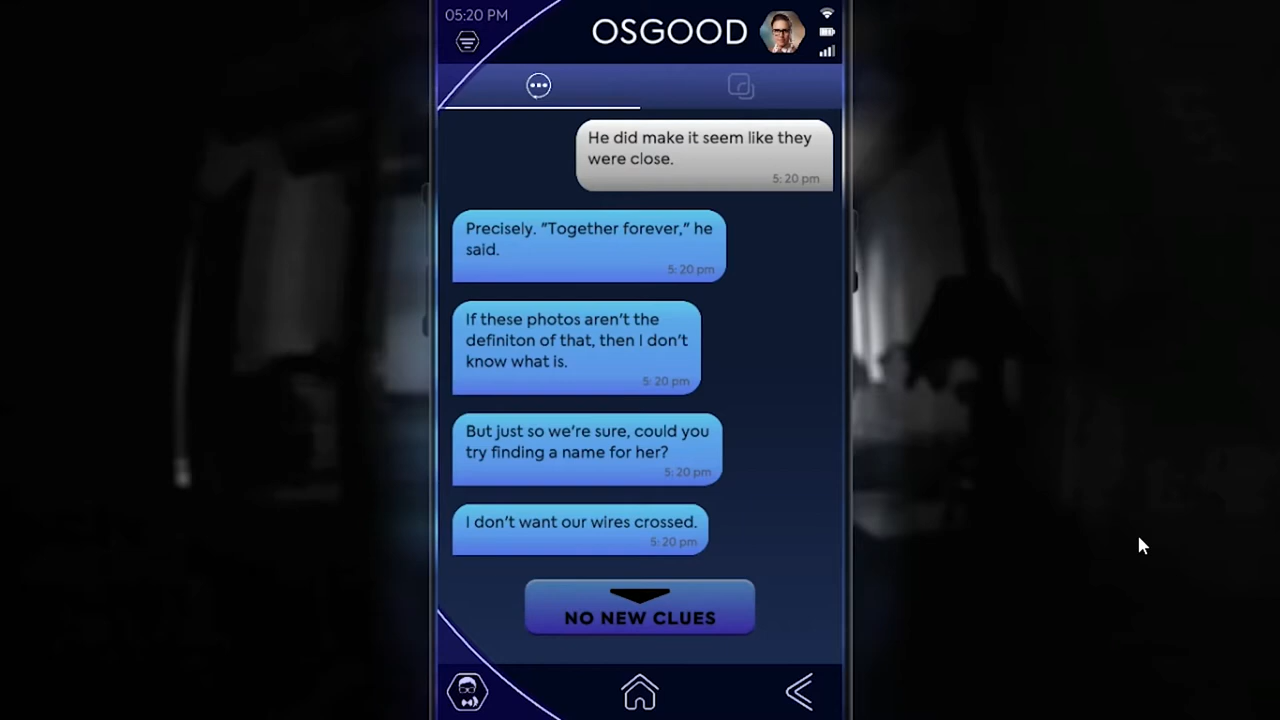 05:20 PM
OSGOOD
He did make it seem like they
were close.
5: 20 pm
Precisely. "Together forever," he
said.
5: 20 pm
If these photos aren't the
definiton of that, then I don't
know what is.
5: 20 pm
But just so we're sure, could you
try finding a name for her?
5: 20 pm
I don't want our wires crossed.
5: 20 pm
NO NEW CLUES